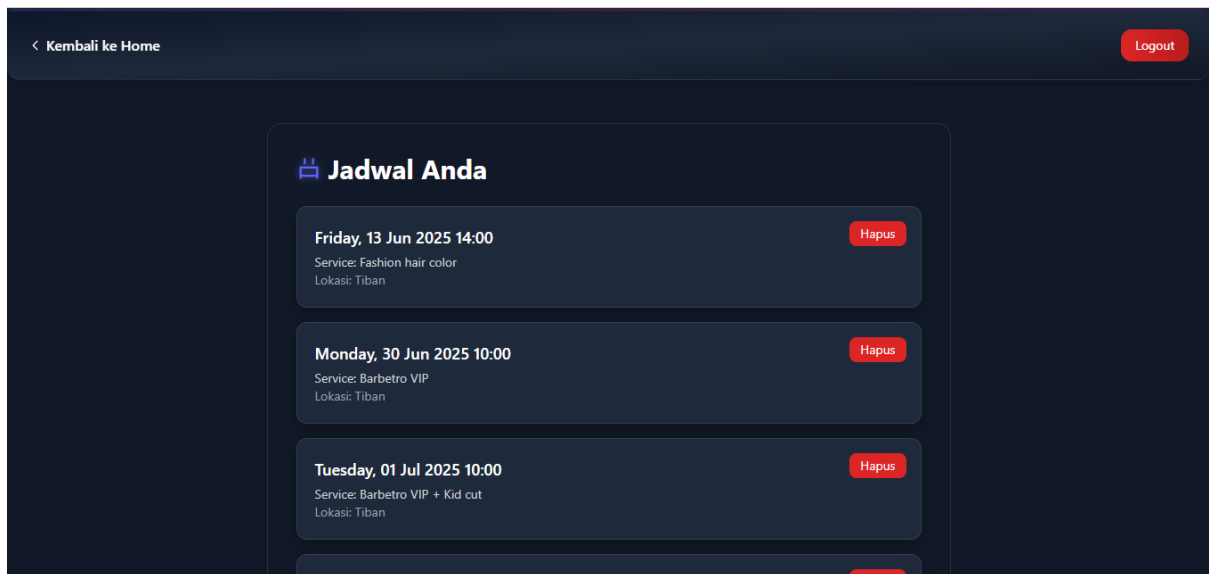 Kembali ke Home
Logout
Jadwal Anda
Friday, 13 Jun 2025 14:00
Hapus
Service: Fashion hair color
Lokasi: Tiban
Monday, 30 Jun 2025 10:00
Hapus
Service: Barbetro VIP
Lokasi: Tiban
Tuesday, 01 Jul 2025 10:00
Hapus
Service: Barbetro VIP + Kid cut
Lokasi: Tiban